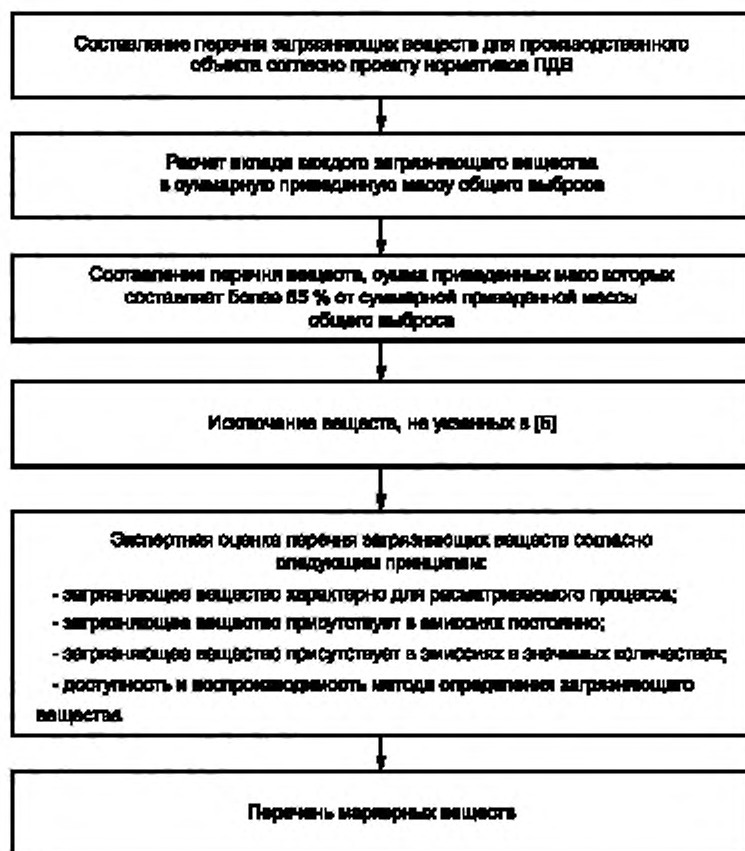 Составление перечня загрязняющих веществ для производственного
объекта согласно проекту нормативов ПДВ
Расчет вклада каждого загрязняющего вещества
в суммарную приведенную массу общего выброса
Составление перечня веществ, сумма приведенных масс которых
составляет более % от суммарной приведенной массы
общего выброса
Исключение веществ, не указанных в
Экспертная оценка перечня загрязняющих веществ согласно
следующим принципам:
- загрязняющее вещество характерно для рассматриваемого процесса;
- загрязняющее вещество присутствует в эмиссиях постоянно;
- загрязняющее вещество присутствует в эмиссиях в значимых количествах;
- доступность и воспроизводимость метода определения загрязняющего
вещества
Перечень маркерных веществ